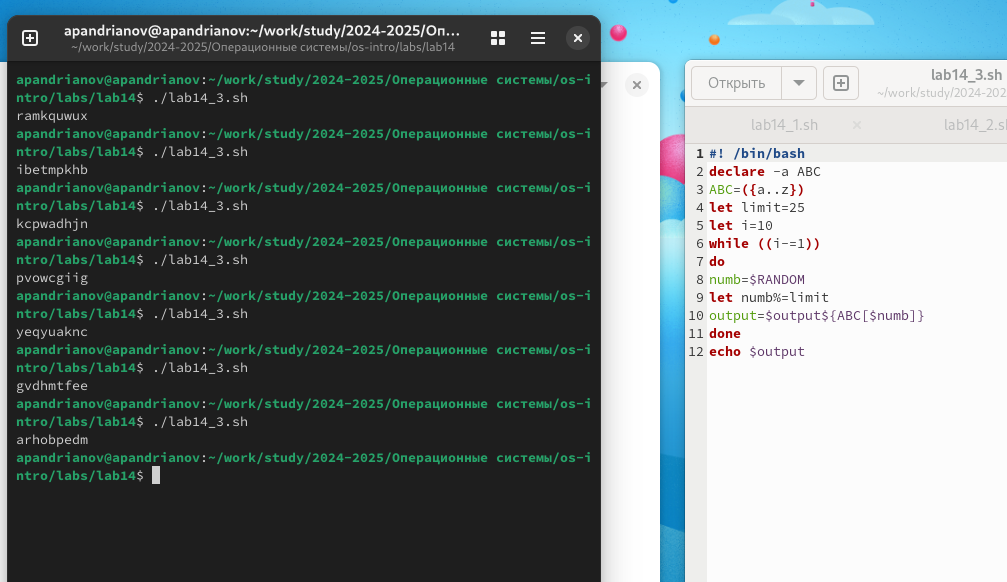 apandrianov@apandrianov:~/work/study/2024-2025/Оп...
~/work/study/2024-2025/Операционные системы/os-intro/labs/lab14
apandrianov@apandrianov:~/work/study/2024-2025/Операционные системы/os-i
ntro/labs/lab14$ ./lab14_3.sh
ramkquwux
apandrianov@apandrianov:~/work/study/2024-2025/Операционные системы/os-i
ntro/labs/lab14$ ./lab14_3.sh
ibetmpkhb
apandrianov@apandrianov:~/work/study/2024-2025/Операционные системы/os-i
ntro/labs/lab14$ ./lab14_3.sh
kcpwadhjn
apandrianov@apandrianov:~/work/study/2024-2025/Операционные системы/os-i
ntro/labs/lab14$ ./lab14_3.sh
pvowcgiig
apandrianov@apandrianov:~/work/study/2024-2025/Операционные системы/os-i
ntro/labs/lab14$ ./lab14_3.sh
yeqyuaknc
apandrianov@apandrianov:~/work/study/2024-2025/Операционные системы/os-i
ntro/labs/lab14$ ./lab14_3.sh
gvdhmtfee
apandrianov@apandrianov:~/work/study/2024-2025/Операционные системы/os-i
ntro/labs/lab14$ ./lab14_3.sh
arhobpedm
apandrianov@apandrianov:~/work/study/2024-2025/Операционные системы/os-i
ntro/labs/lab14$
Открыть
lab14_3.sh
~/work/study/2024-202
lab14_1.sh
lab14_2.sh
1 #! /bin/bash
2 declare -a ABC
3 ABC=({a..z})
4 let limit=25
5 let i=10
6 while ((i-=1))
7 do
8 numb=$RANDOM
9 let numb%=limit
10 output=$output${ABC[$numb]}
11 done
12 echo $output